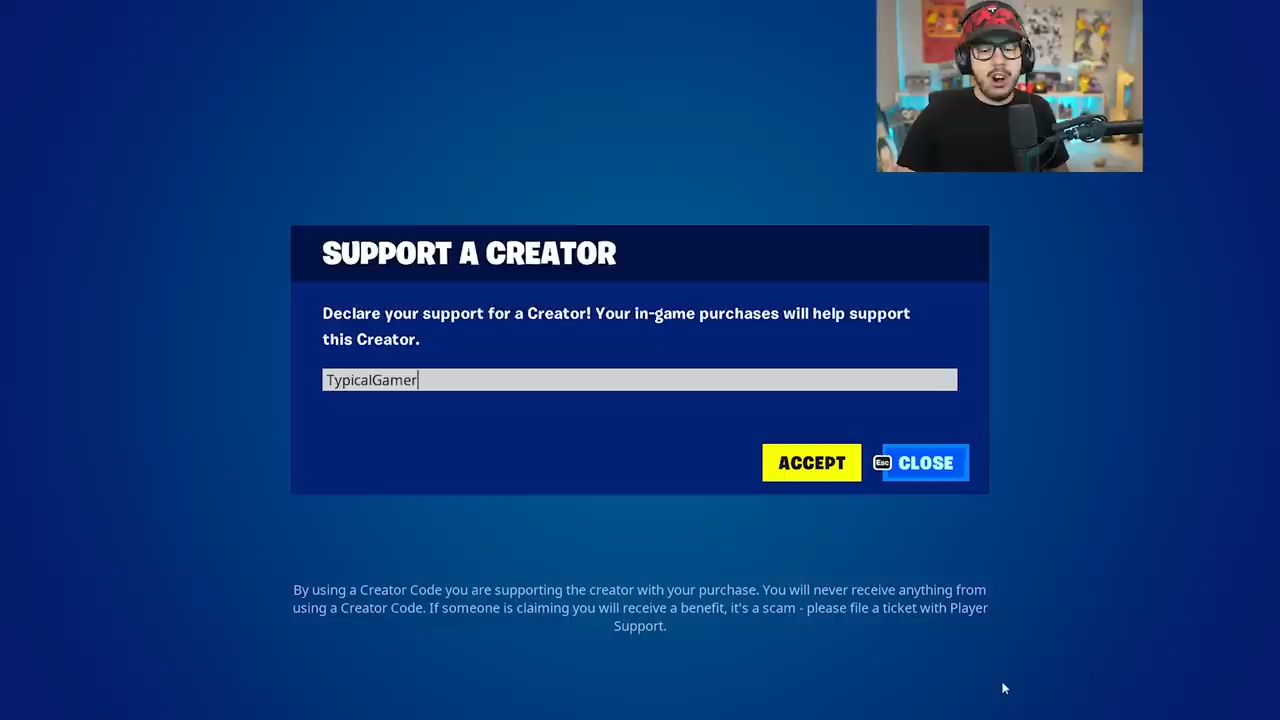 SUPPORT A CREATOR
Declare your support for a Creator! Your in-game purchases will help support
this Creator.
TypicalGamer
ACCEPT
Esc
CLOSE
By using a Creator Code you are supporting the creator with your purchase. You will never receive anything from
using a Creator Code. If someone is claiming you will receive a benefit, it's a scam - please file a ticket with Player
Support.